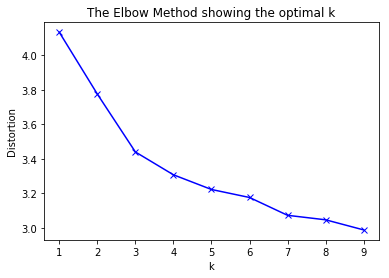 The Elbow Method showing the optimal k
4.0
3.8
3.6
3.4
3.2
3.0
Distortion
1 2 3 4 5 6 7 8 9
k